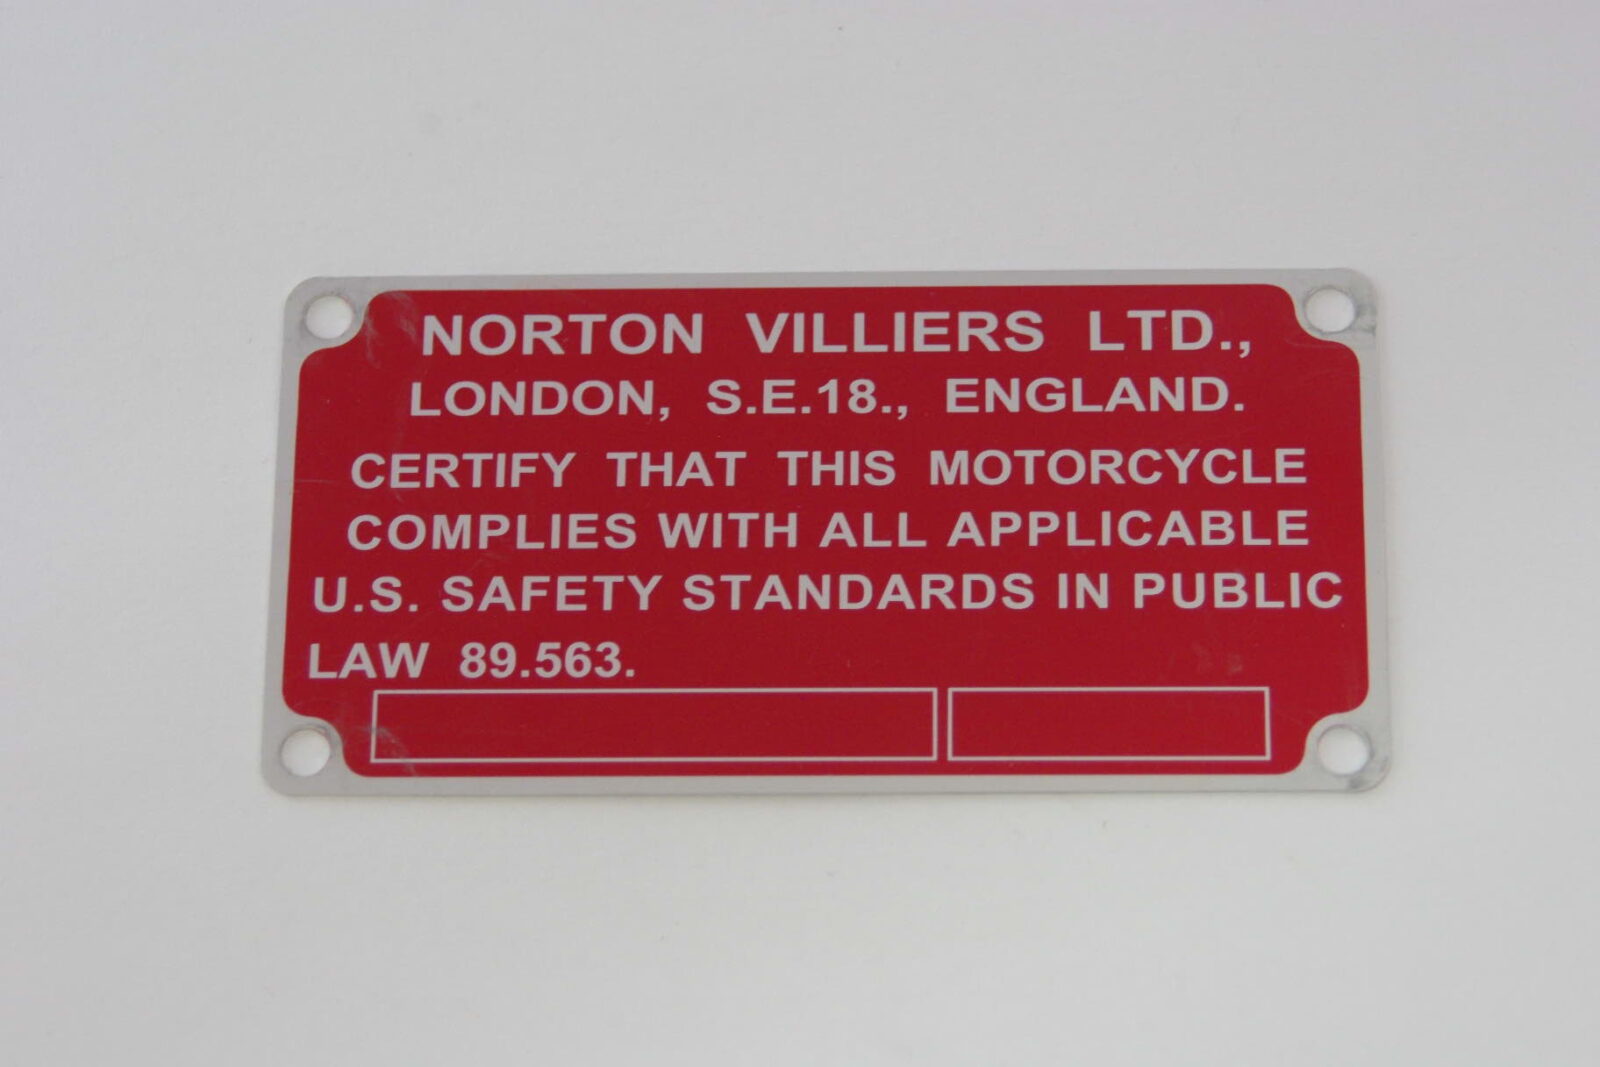 NORTON VILLIERS LTD.,
LONDON, S.E.18., ENGLAND.
CERTIFY THAT THIS MOTORCYCLE
COMPLIES WITH ALL APPLICABLE
U.S. SAFETY STANDARDS IN PUBLIC
LAW 89.563.